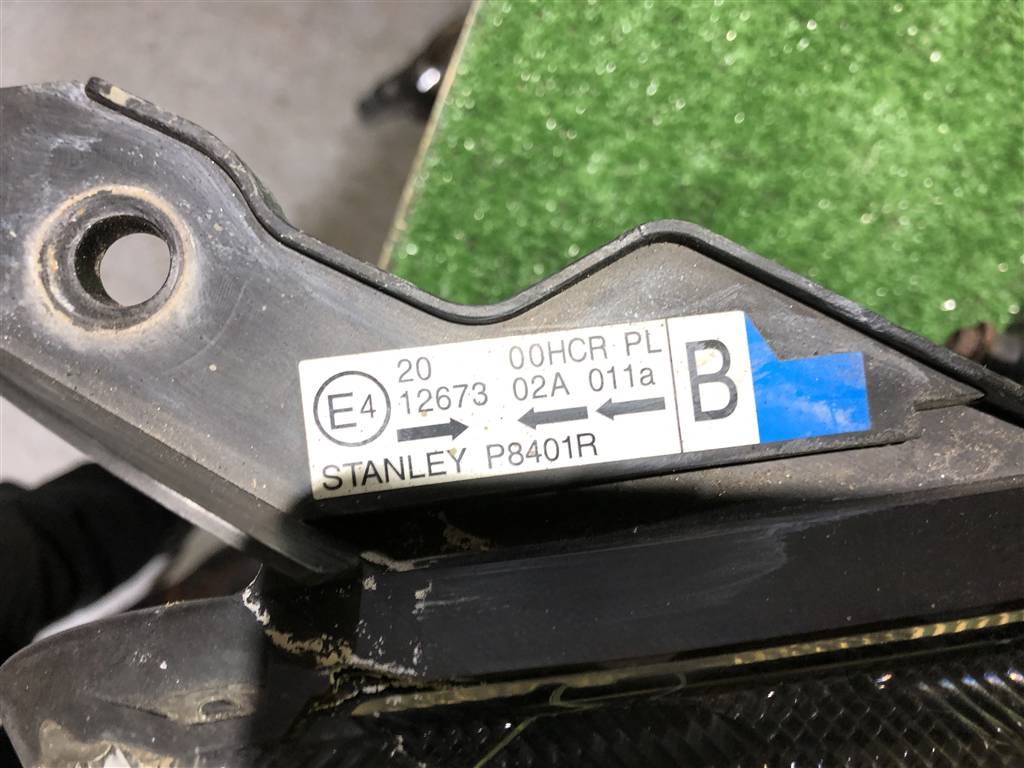 E4 20 00HCR PL
12673 02A 011a
STANLEY P8401R
B